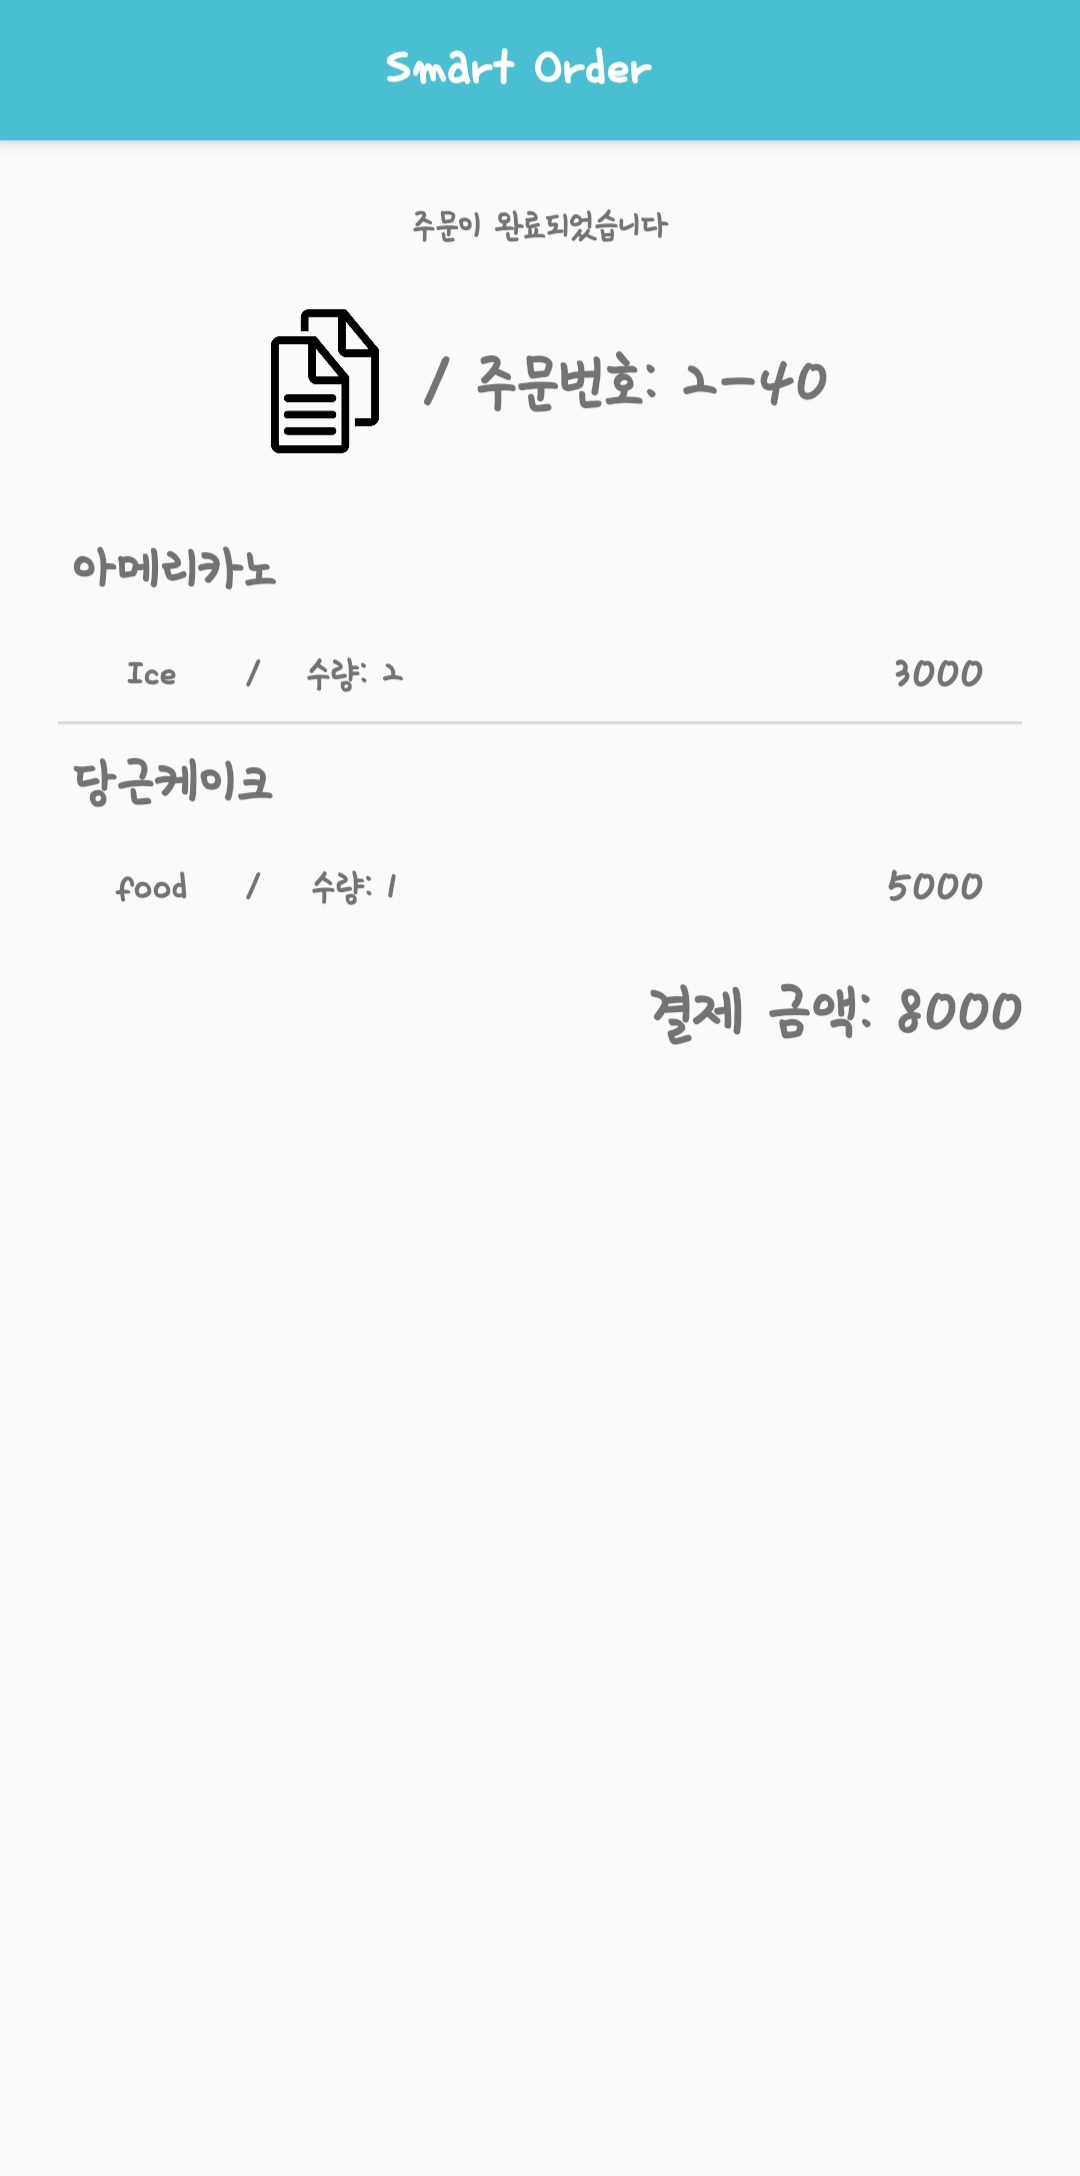 Smart Order
주문이 완료되었습니다
/ 주문번호: 2-40
아메리카노
Ice / 수량: 2 3000
당근케이크
food / 수량: 1 5000
결제 금액: 8000